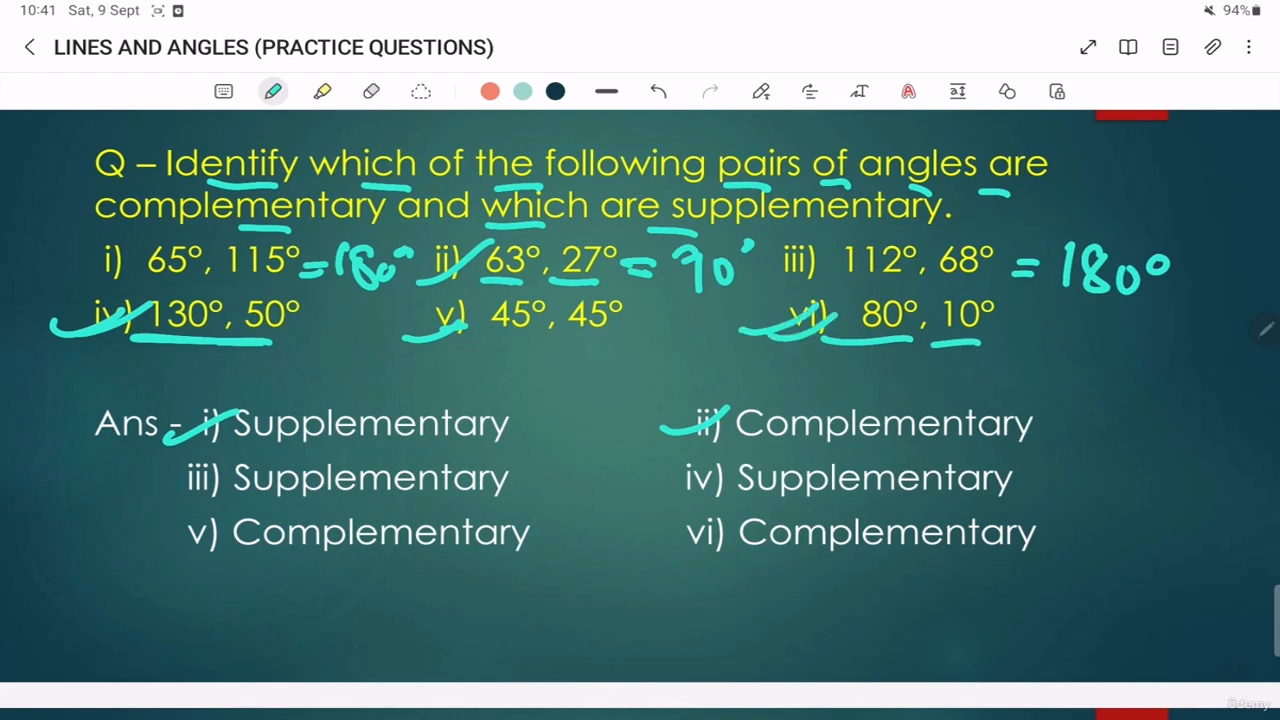 10:41 Sat, 9 Sept 94%
LINES AND ANGLES (PRACTICE QUESTIONS)
Q – Identify which of the following pairs of angles are
complementary and which are supplementary.
i) 65°, 115° =180° ii) 63°, 27° = 90° iii) 112°, 68° = 180°
iv) 130°, 50° v) 45°, 45° vi) 80°, 10°
Ans - i) Supplementary ii) Complementary
iii) Supplementary iv) Supplementary
v) Complementary vi) Complementary
Udemy